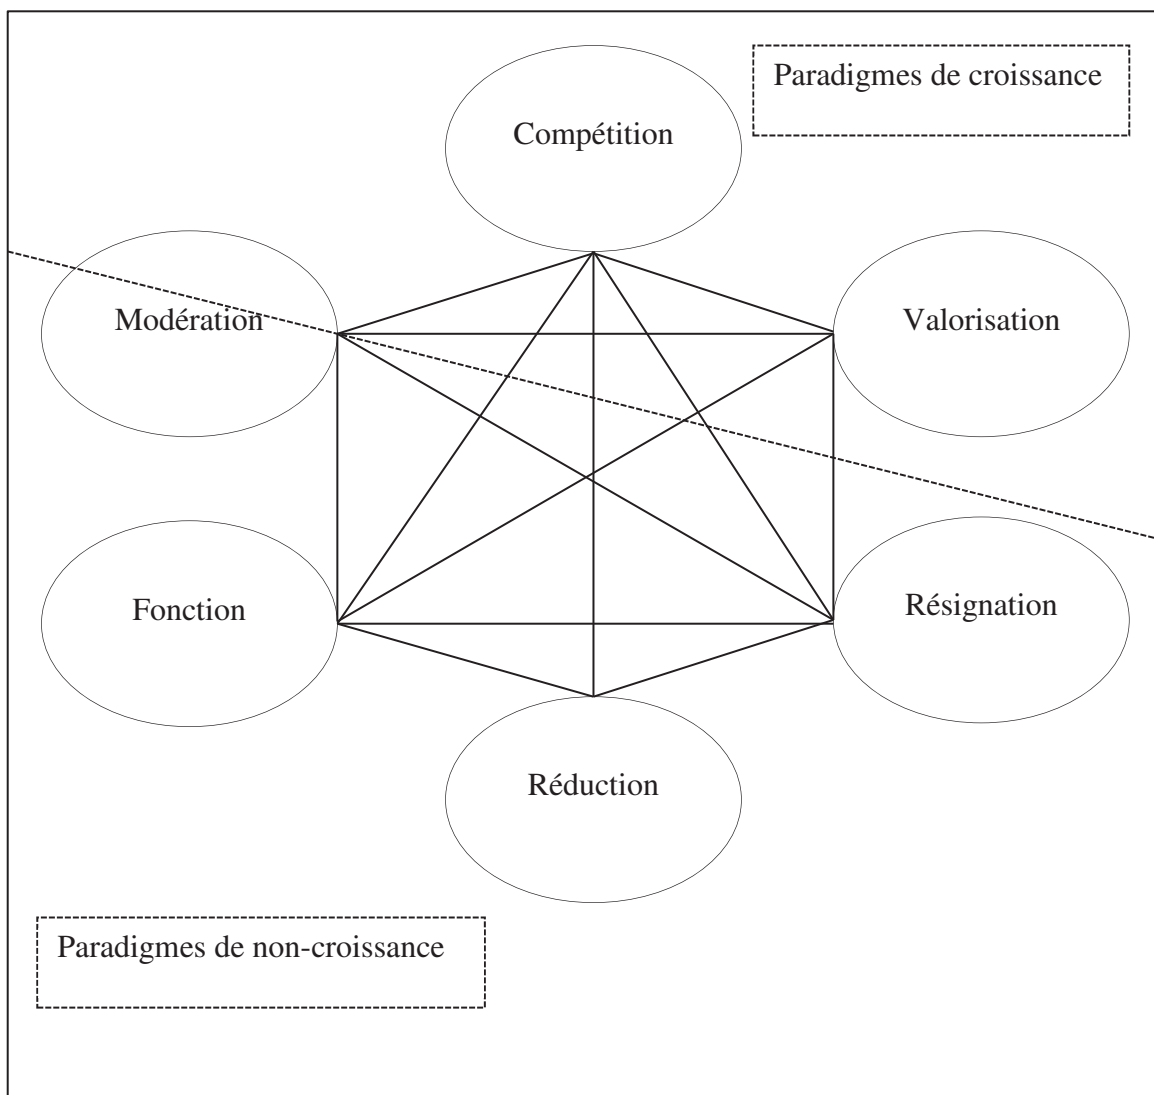 Paradigmes de croissance
Compétition
Modération
Valorisation
Fonction
Résignation
Réduction
Paradigmes de non-croissance